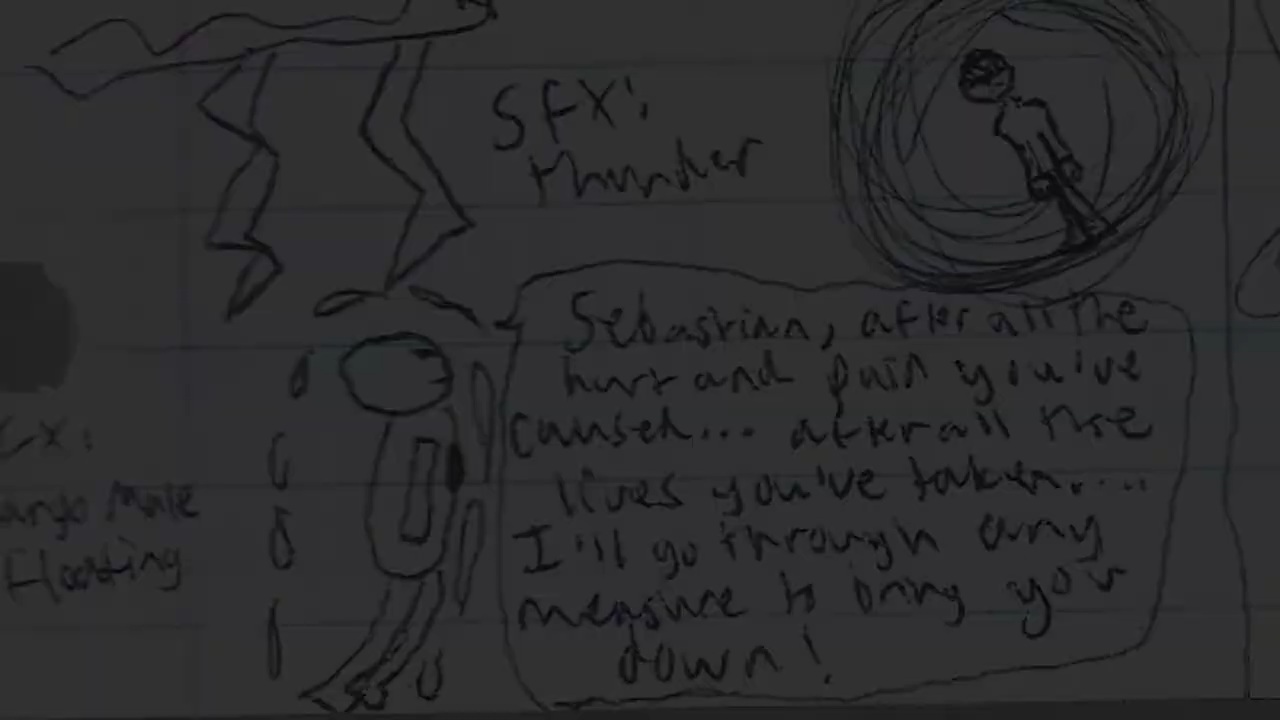 SFX:
thunder
Sebastian, after all the
hurt and pain you've
caused... after all the
lives you've taken....
I'll go through any
measure to bring you
down!
Male
Floating